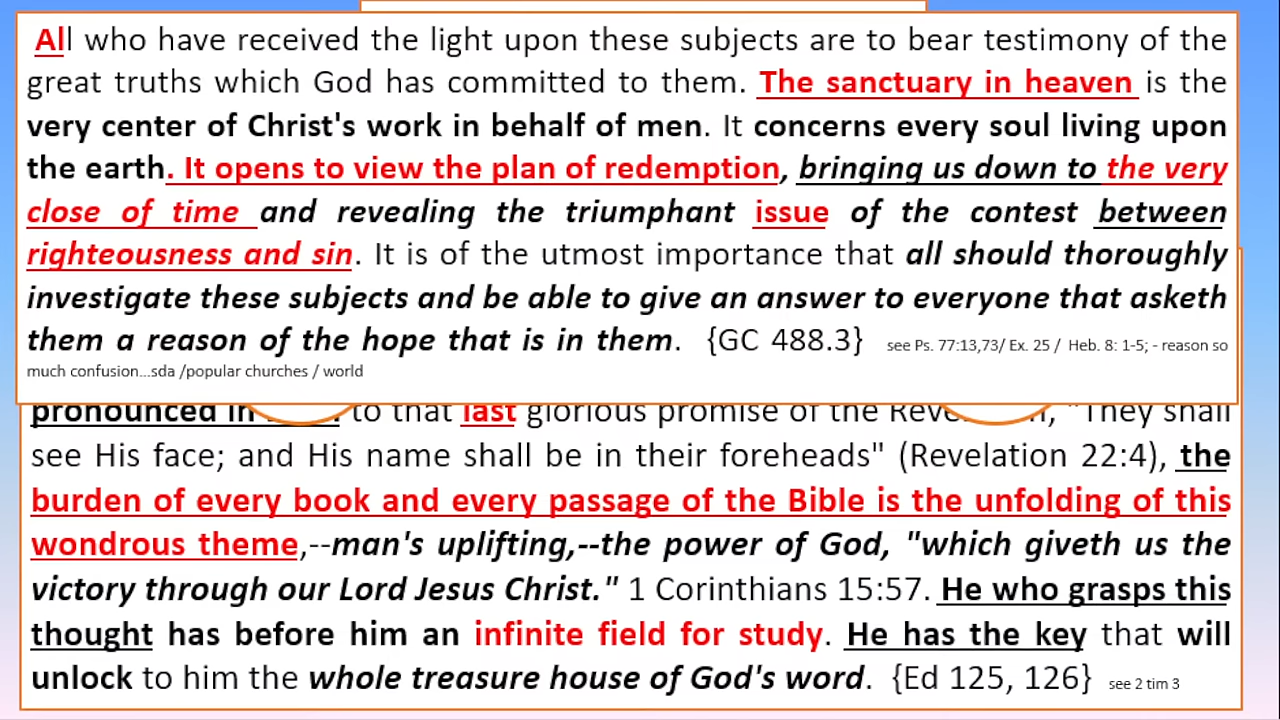 All who have received the light upon these subjects are to bear testimony of the
great truths which God has committed to them. The sanctuary in heaven is the
very center of Christ's work in behalf of men. It concerns every soul living upon
the earth. It opens to view the plan of redemption, bringing us down to the very
close of time and revealing the triumphant issue of the contest between
righteousness and sin. It is of the utmost importance that all should thoroughly
investigate these subjects and be able to give an answer to everyone that asketh
them a reason of the hope that is in them. {GC 488.3} see Ps. 77:13,73/ Ex. 25 / Heb. 8: 1-5; - reason so
much confusion...sda /popular churches / world
pronounced in to that last glorious promise of the "They shall
see His face; and His name shall be in their foreheads" (Revelation 22:4), the
burden of every book and every passage of the Bible is the unfolding of this
wondrous theme,--man's uplifting,--the power of God, "which giveth us the
victory through our Lord Jesus Christ." 1 Corinthians 15:57. He who grasps this
thought has before him an infinite field for study. He has the key that will
unlock to him the whole treasure house of God's word. {Ed 125, 126} see 2 tim 3